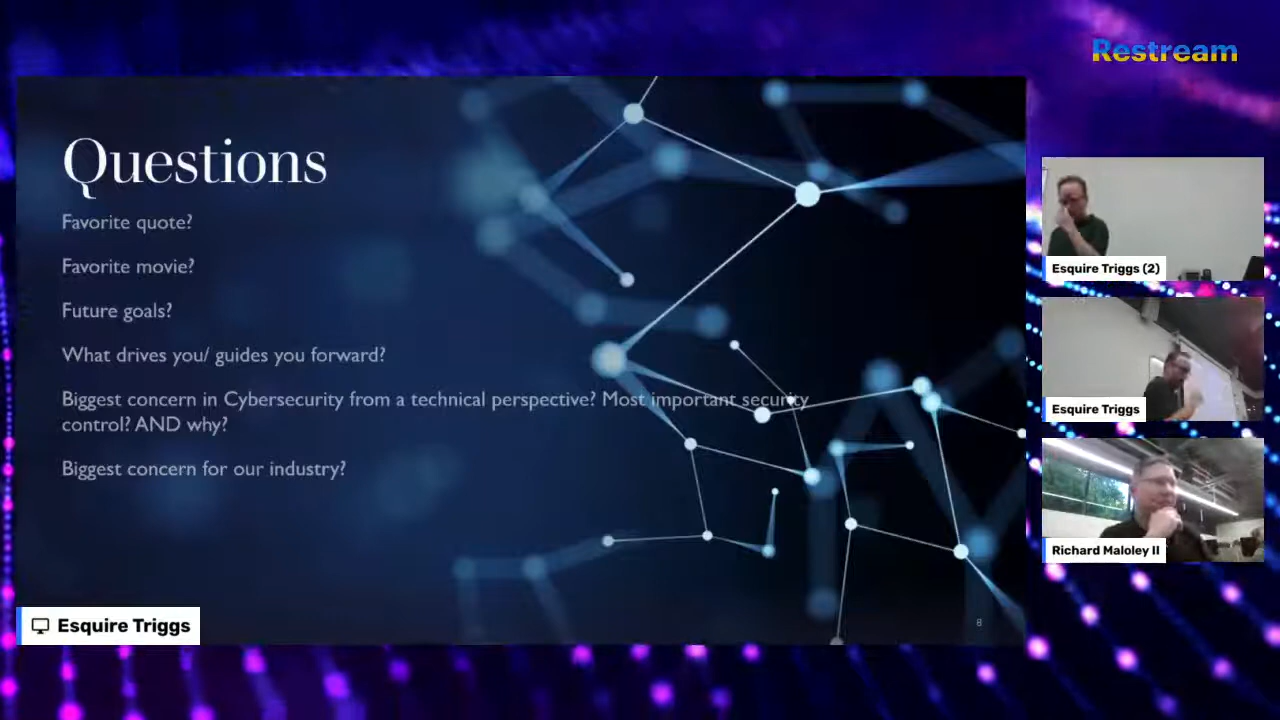 Restream
Questions
Favorite quote?
Favorite movie?
Future goals?
What drives you/ guides you forward?
Biggest concern in Cybersecurity from a technical perspective? Most important security
control? AND why?
Biggest concern for our industry?
8
Esquire Triggs
Esquire Triggs (2)
Esquire Triggs
Richard Maloley II